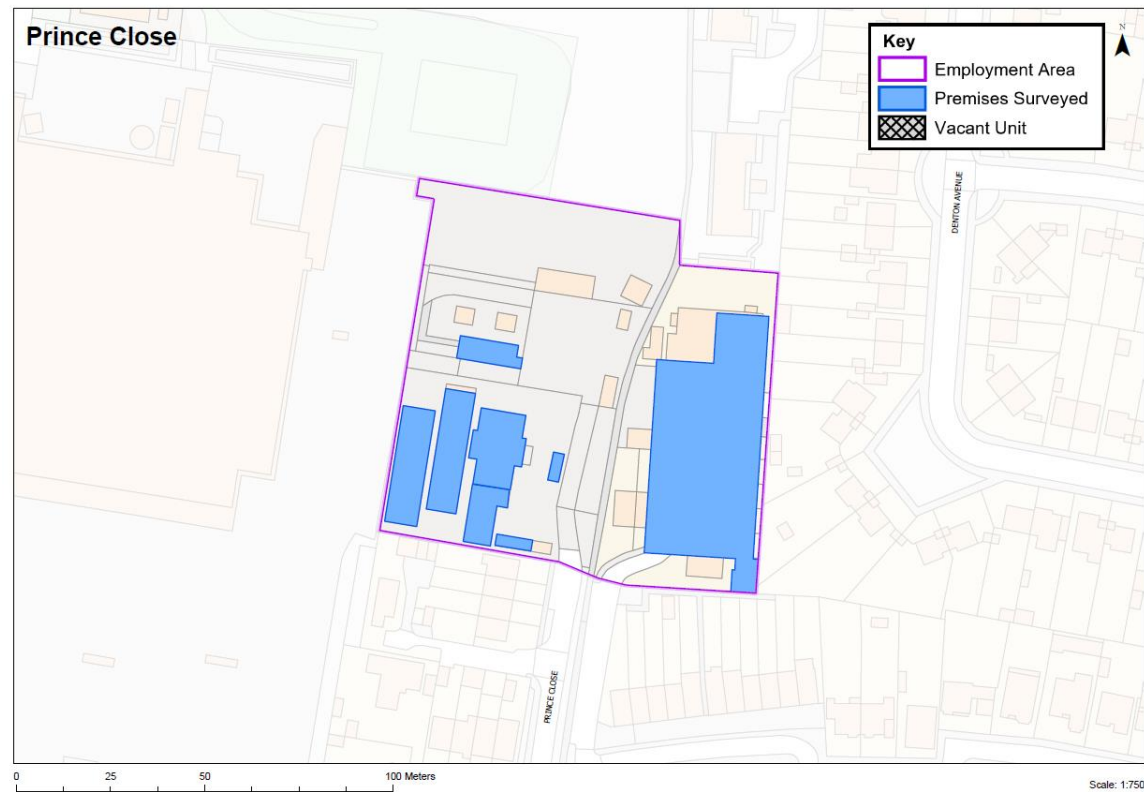 Prince Close
Key
Employment Area
Premises Surveyed
Vacant Unit
N
DENTON AVENUE
PRINCE CLOSE
0 25 50 100 Meters
Scale: 1:750